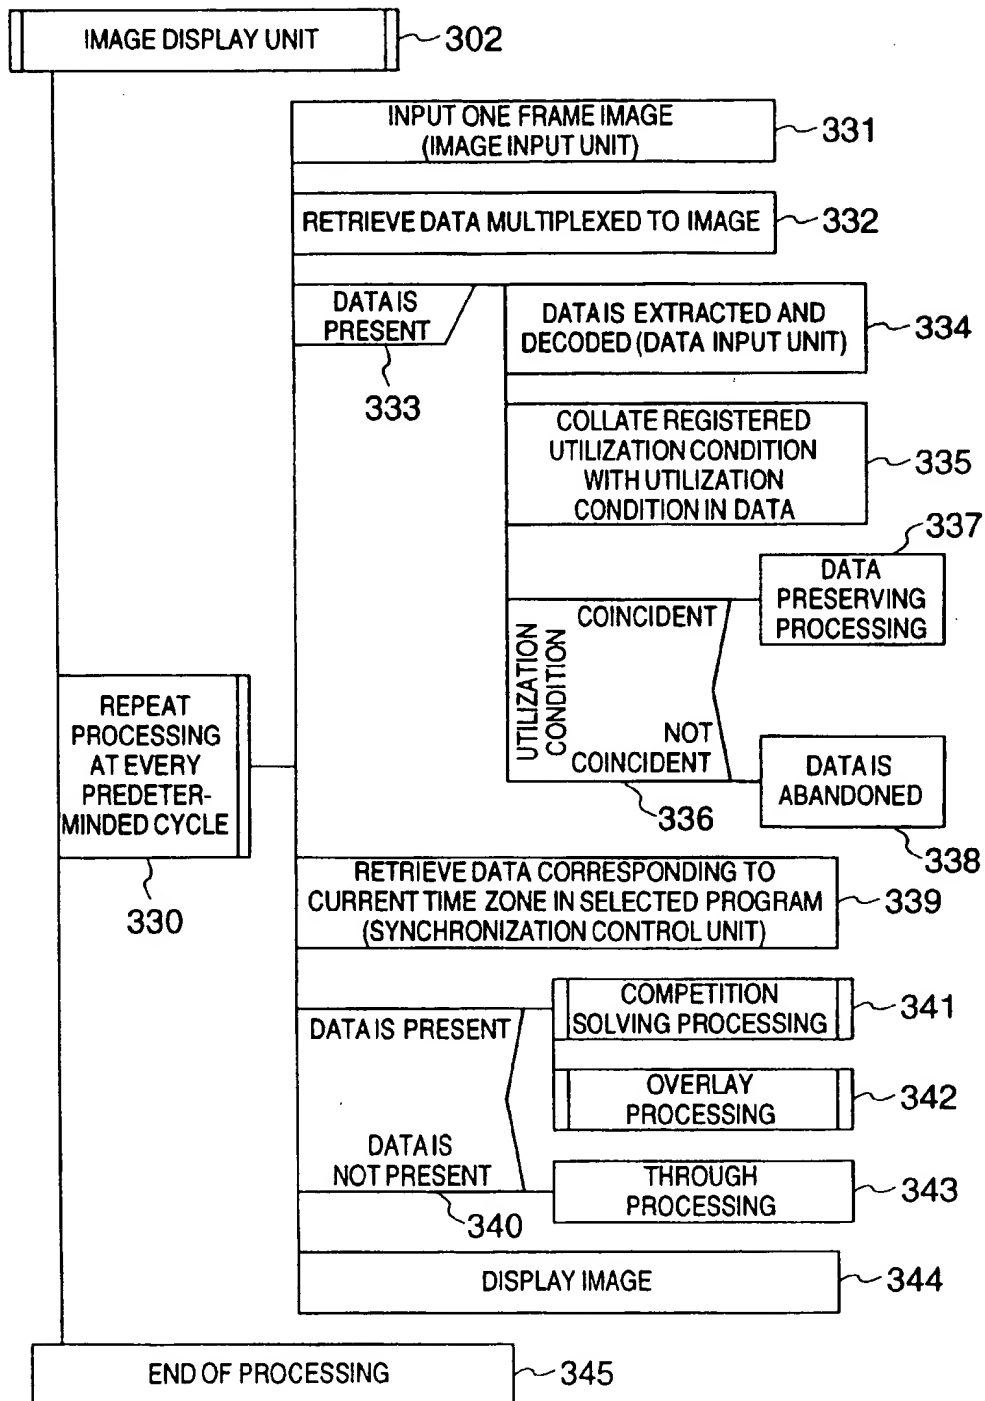 IMAGE DISPLAY UNIT
302
INPUT ONE FRAME IMAGE
(IMAGE INPUT UNIT)
331
RETRIEVE DATA MULTIPLEXED TO IMAGE
332
DATA IS
PRESENT
333
DATA IS EXTRACTED AND
DECODED (DATA INPUT UNIT)
334
COLLATE REGISTERED
UTILIZATION CONDITION
WITH UTILIZATION
CONDITION IN DATA
335
UTILIZATION
CONDITION
COINCIDENT
NOT
COINCIDENT
336
DATA
PRESERVING
PROCESSING
337
DATA IS
ABANDONED
338
REPEAT
PROCESSING
AT EVERY
PREDETER-
MINDED CYCLE
330
RETRIEVE DATA CORRESPONDING TO
CURRENT TIME ZONE IN SELECTED PROGRAM
(SYNCHRONIZATION CONTROL UNIT)
339
DATA IS PRESENT
DATA IS
NOT PRESENT
340
COMPETITION
SOLVING PROCESSING
341
OVERLAY
PROCESSING
342
THROUGH
PROCESSING
343
DISPLAY IMAGE
344
END OF PROCESSING
345